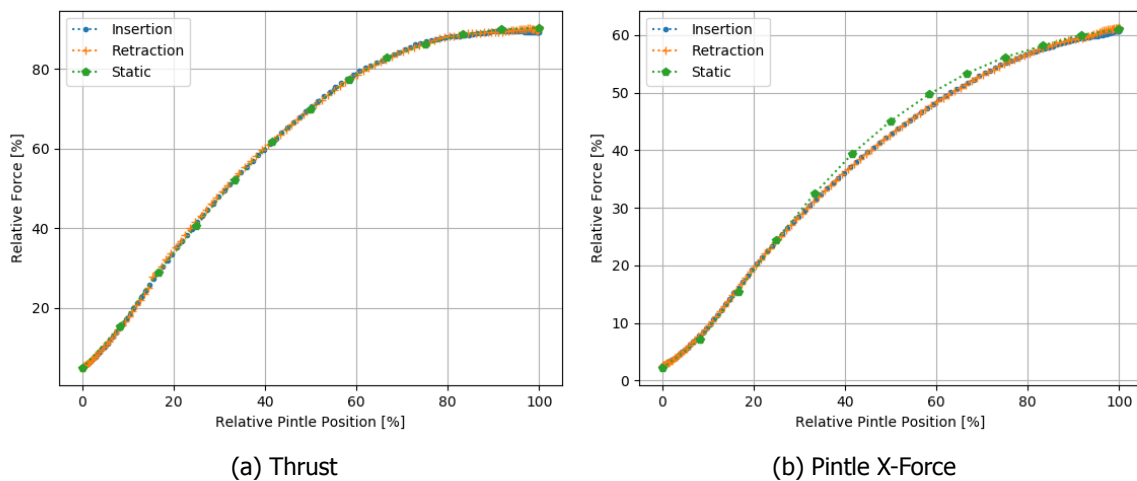 Insertion
Retraction
Static
80
60
40
20
0 20 40 60 80 100
Relative Force [%]
Relative Pintle Position [%]
(a) Thrust
Insertion
Retraction
Static
60
50
40
30
20
10
0
0 20 40 60 80 100
Relative Force [%]
Relative Pintle Position [%]
(b) Pintle X-Force